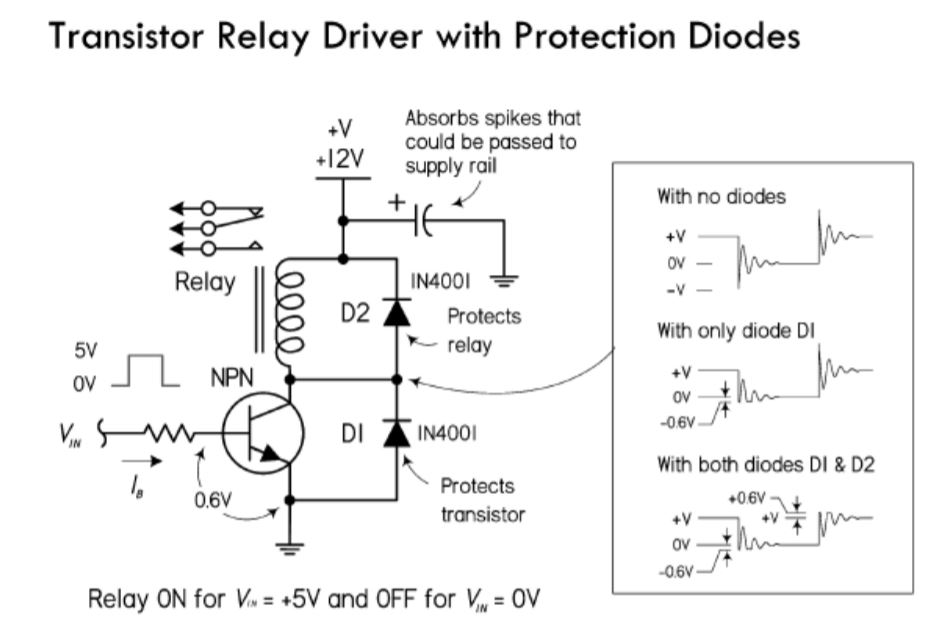 Transistor Relay Driver with Protection Diodes
+V
+12V
Absorbs spikes that
could be passed to
supply rail
+
Relay
IN4001
D2
Protects
relay
5V
0V
NPN
VIN
IB
0.6V
D1
IN4001
Protects
transistor
With no diodes
+V
0V
-V
With only diode D1
+V
0V
-0.6V
With both diodes D1 & D2
+0.6V
+V
+V
0V
-0.6V
Relay ON for VIN = +5V and OFF for VIN = 0V